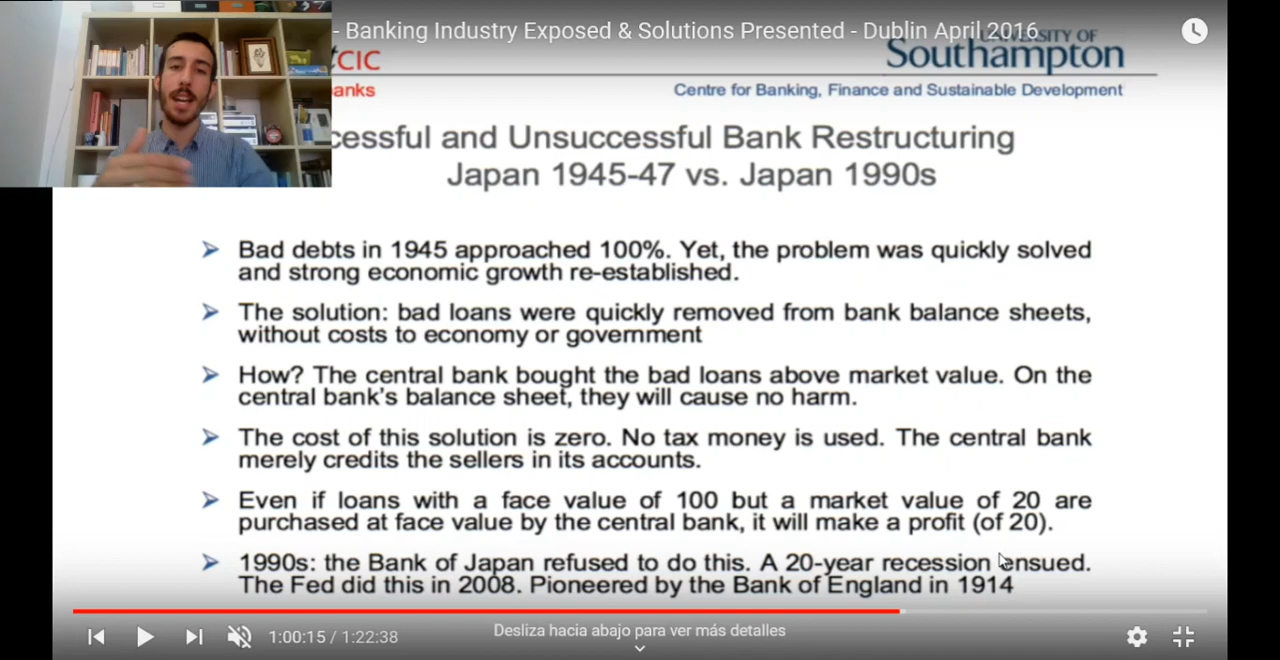 - Banking Industry Exposed & Solutions Presented - Dublin April 2016
CIC
UNIVERSITY OF
Southampton
anks
Centre for Banking, Finance and Sustainable Development
cessful and Unsuccessful Bank Restructuring
Japan 1945-47 vs. Japan 1990s
Bad debts in 1945 approached 100%. Yet, the problem was quickly solved
and strong economic growth re-established.
The solution: bad loans were quickly removed from bank balance sheets,
without costs to economy or government
How? The central bank bought the bad loans above market value. On the
central bank's balance sheet, they will cause no harm.
The cost of this solution is zero. No tax money is used. The central bank
merely credits the sellers in its accounts.
Even if loans with a face value of 100 but a market value of 20 are
purchased at face value by the central bank, it will make a profit (of 20).
1990s: the Bank of Japan refused to do this. A 20-year recession ensued.
The Fed did this in 2008. Pioneered by the Bank of England in 1914
1:00:15 / 1:22:38
Desliza hacia abajo para ver más detalles